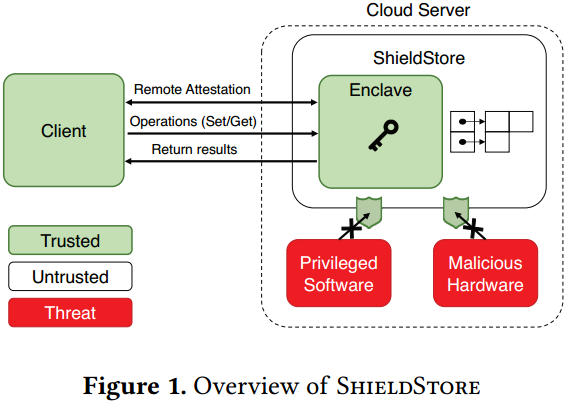 Cloud Server
ShieldStore
Client
Remote Attestation
Operations (Set/Get)
Return results
Enclave
Trusted
Untrusted
Threat
Privileged
Software
Malicious
Hardware
Figure 1. Overview of SHIELDSTORE